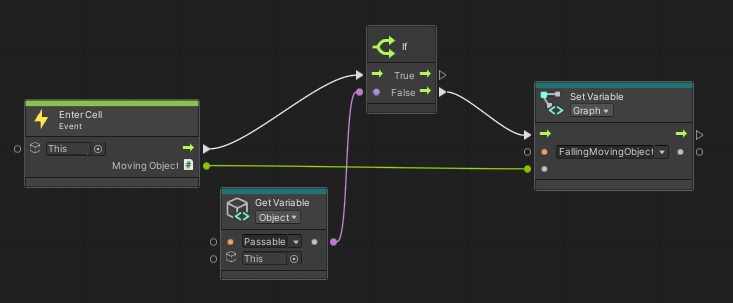 If
True
False
Enter Cell
Event
This
Moving Object #
Get Variable
Object
Passable
This
Set Variable
Graph
FallingMovingObject